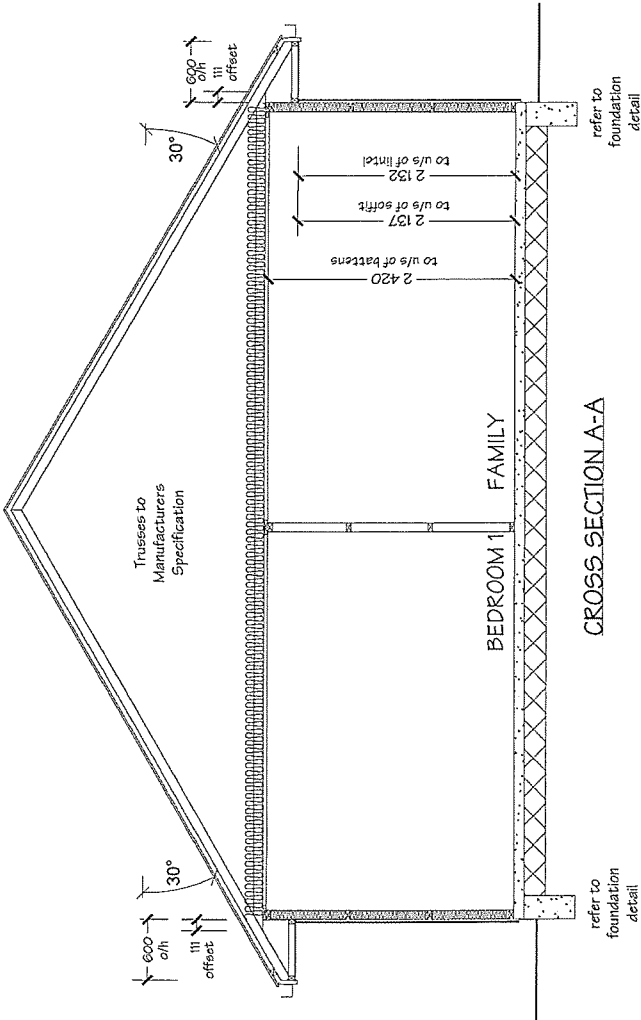 600
o/h
111
offset
30°
Trusses to
Manufacturers
Specification
30°
600
o/h
111
offset
2 420
to u/s of battens
2 137
to u/s of soffit
2 132
to u/s of lintel
BEDROOM 1
FAMILY
refer to
foundation
detail
CROSS SECTION A-A
refer to
foundation
detail